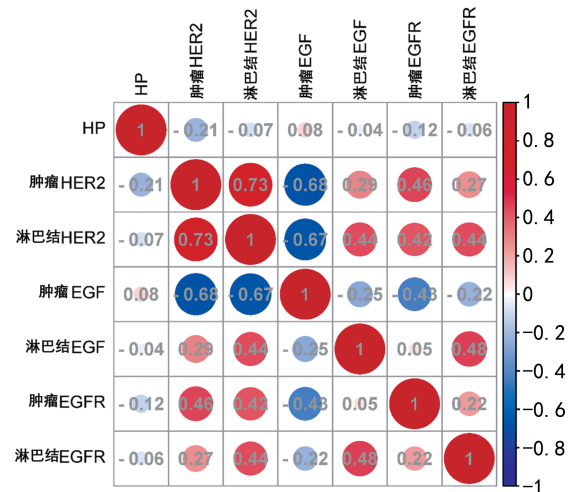 HP 肿瘤HER2 淋巴结HER2 肿瘤EGF 淋巴结EGF 肿瘤EGFR 淋巴结EGFR
HP 1 -0.21 -0.07 0.08 -0.04 -0.12 -0.06
肿瘤HER2 -0.21 1 0.73 -0.68 0.29 0.46 0.27
淋巴结HER2 -0.07 0.73 1 -0.67 0.44 0.42 0.44
肿瘤EGF 0.08 -0.68 -0.67 1 -0.25 -0.43 -0.22
淋巴结EGF -0.04 0.29 0.44 -0.25 1 0.05 0.48
肿瘤EGFR -0.12 0.46 0.42 -0.43 0.05 1 0.22
淋巴结EGFR -0.06 0.27 0.44 -0.22 0.48 0.22 1
1
0.8
0.6
0.4
0.2
0
-0.2
-0.4
-0.6
-0.8
-1